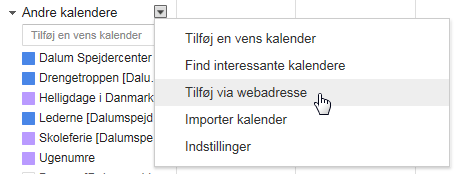 Andre kalendere
Tilføj en vens kalender
Dalum Spejdercenter
Drengetroppen [Dalu...
Helligdage i Danmark
Lederne [Dalumspejd
Skoleferie [Dalumspe
Ugenumre
Tilføj en vens kalender
Find interessante kalendere
Tilføj via webadresse
Importer kalender
Indstillinger